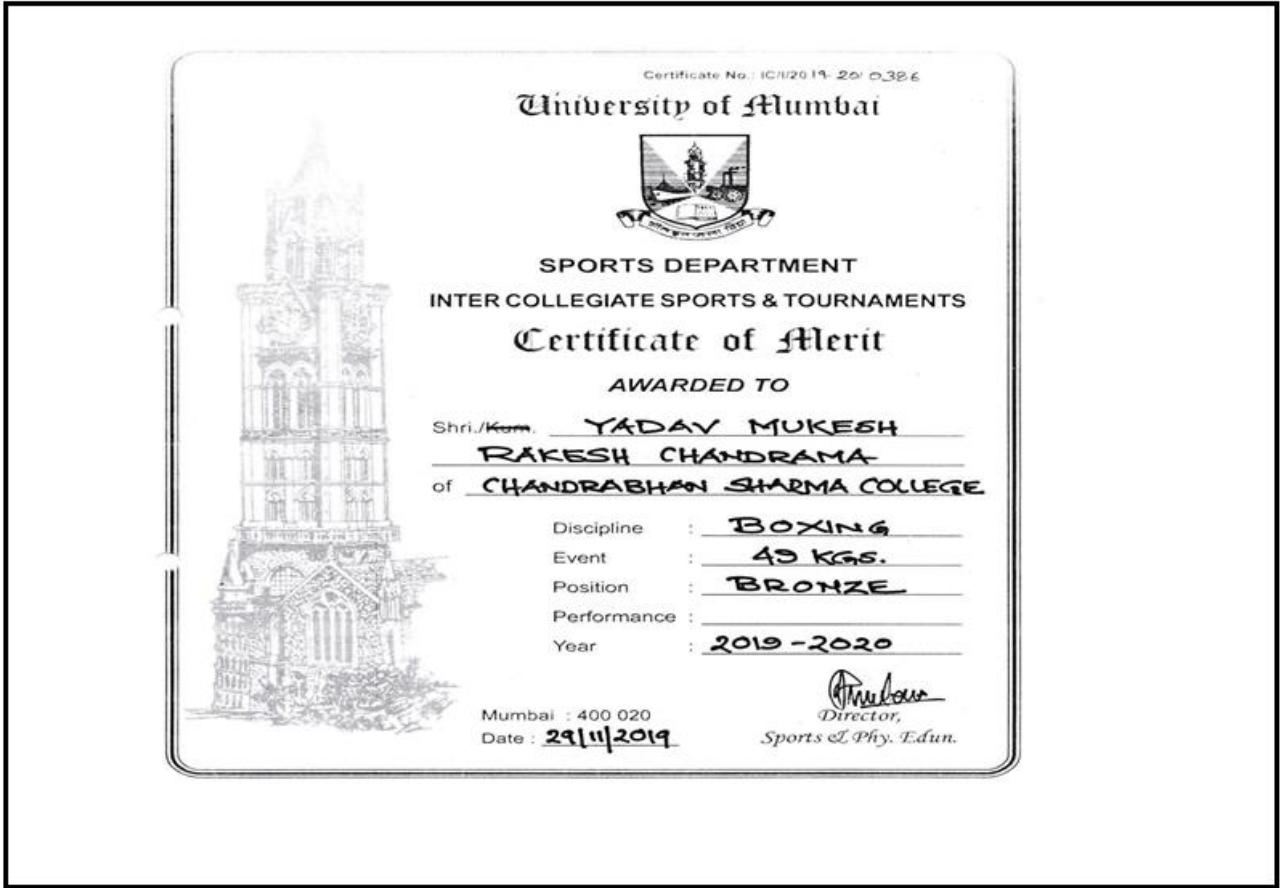 Certificate No.: IC/I/2019-20/0386
University of Mumbai
SPORTS DEPARTMENT
INTER COLLEGIATE SPORTS & TOURNAMENTS
Certificate of Merit
AWARDED TO
Shri./Kum. YADAV MUKESH
RAKESH CHANDRAMA
of CHANDRABHAN SHARMA COLLEGE
Discipline : BOXING
Event : 49 KGS.
Position : BRONZE
Performance :
Year : 2019-2020
Mumbai : 400 020
Date : 29/11/2019
Director,
Sports & Phy. Edun.